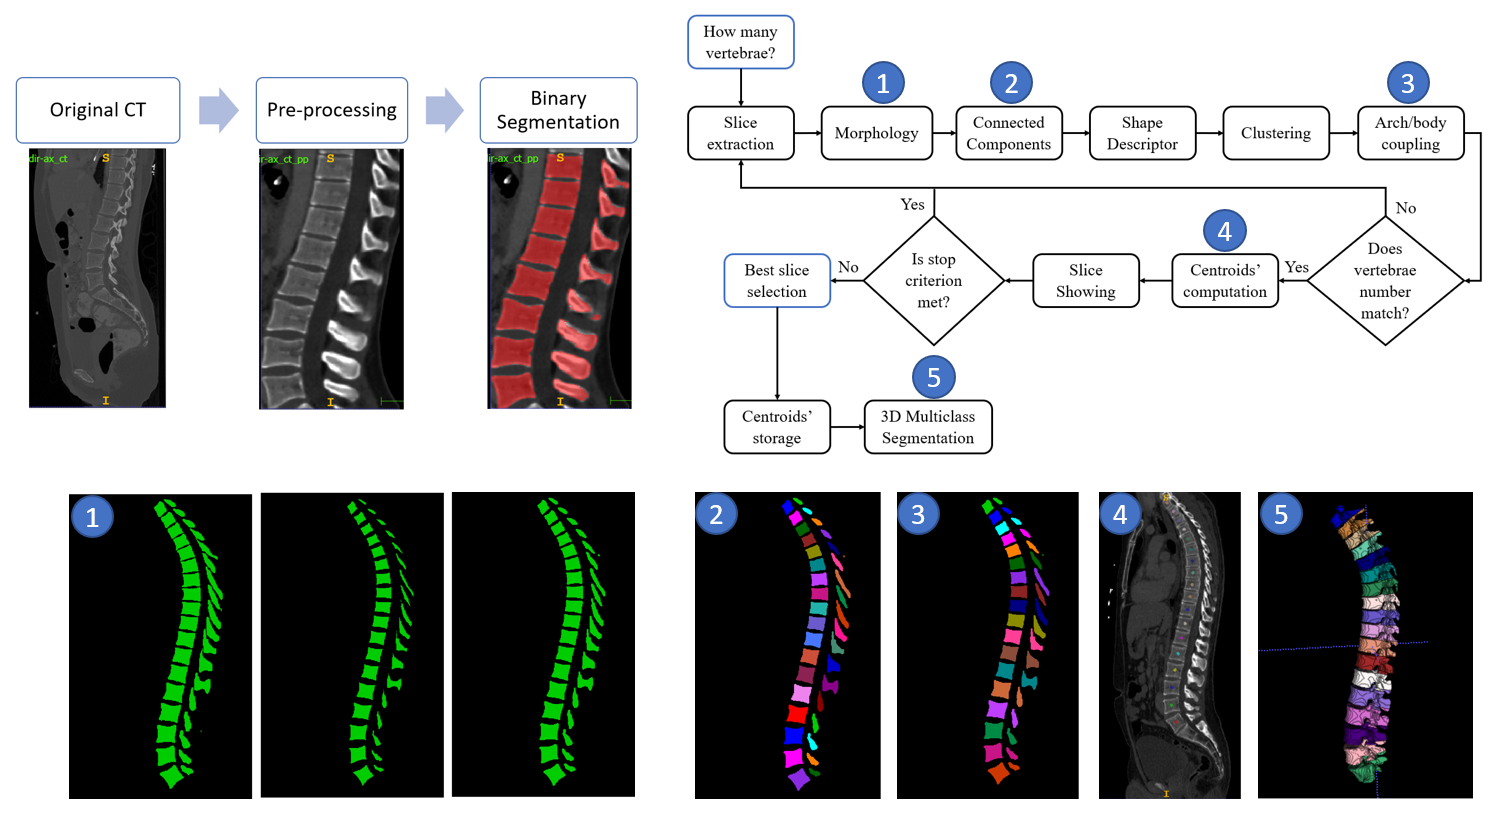 Original CT
Pre-processing
Binary
Segmentation
dir-ax_ct
S
I
ir-ax_ct_pp
S
I
ir-ax_ct_pp
S
I
How many
vertebrae?
1
2
3
Slice
extraction
Morphology
Connected
Components
Shape
Descriptor
Clustering
Arch/body
coupling
Yes
No
4
Best slice
selection
No
Is stop
criterion
met?
Slice
Showing
Centroids’
computation
Yes
Does
vertebrae
number
match?
5
Centroids’
storage
3D Multiclass
Segmentation
1
2
3
4
S
I
5